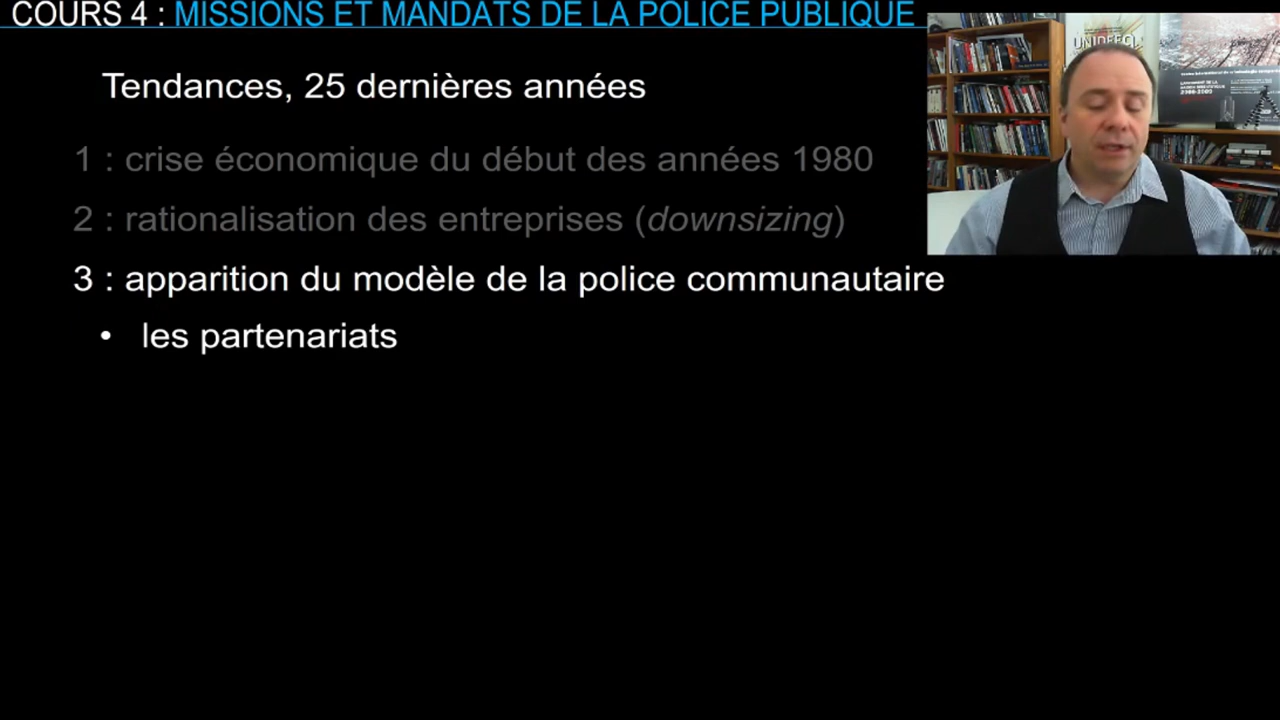 COURS 4 : MISSIONS ET MANDATS DE LA POLICE PUBLIQUE
Tendances, 25 dernières années
1 : crise économique du début des années 1980
2 : rationalisation des entreprises (downsizing)
3 : apparition du modèle de la police communautaire
• les partenariats